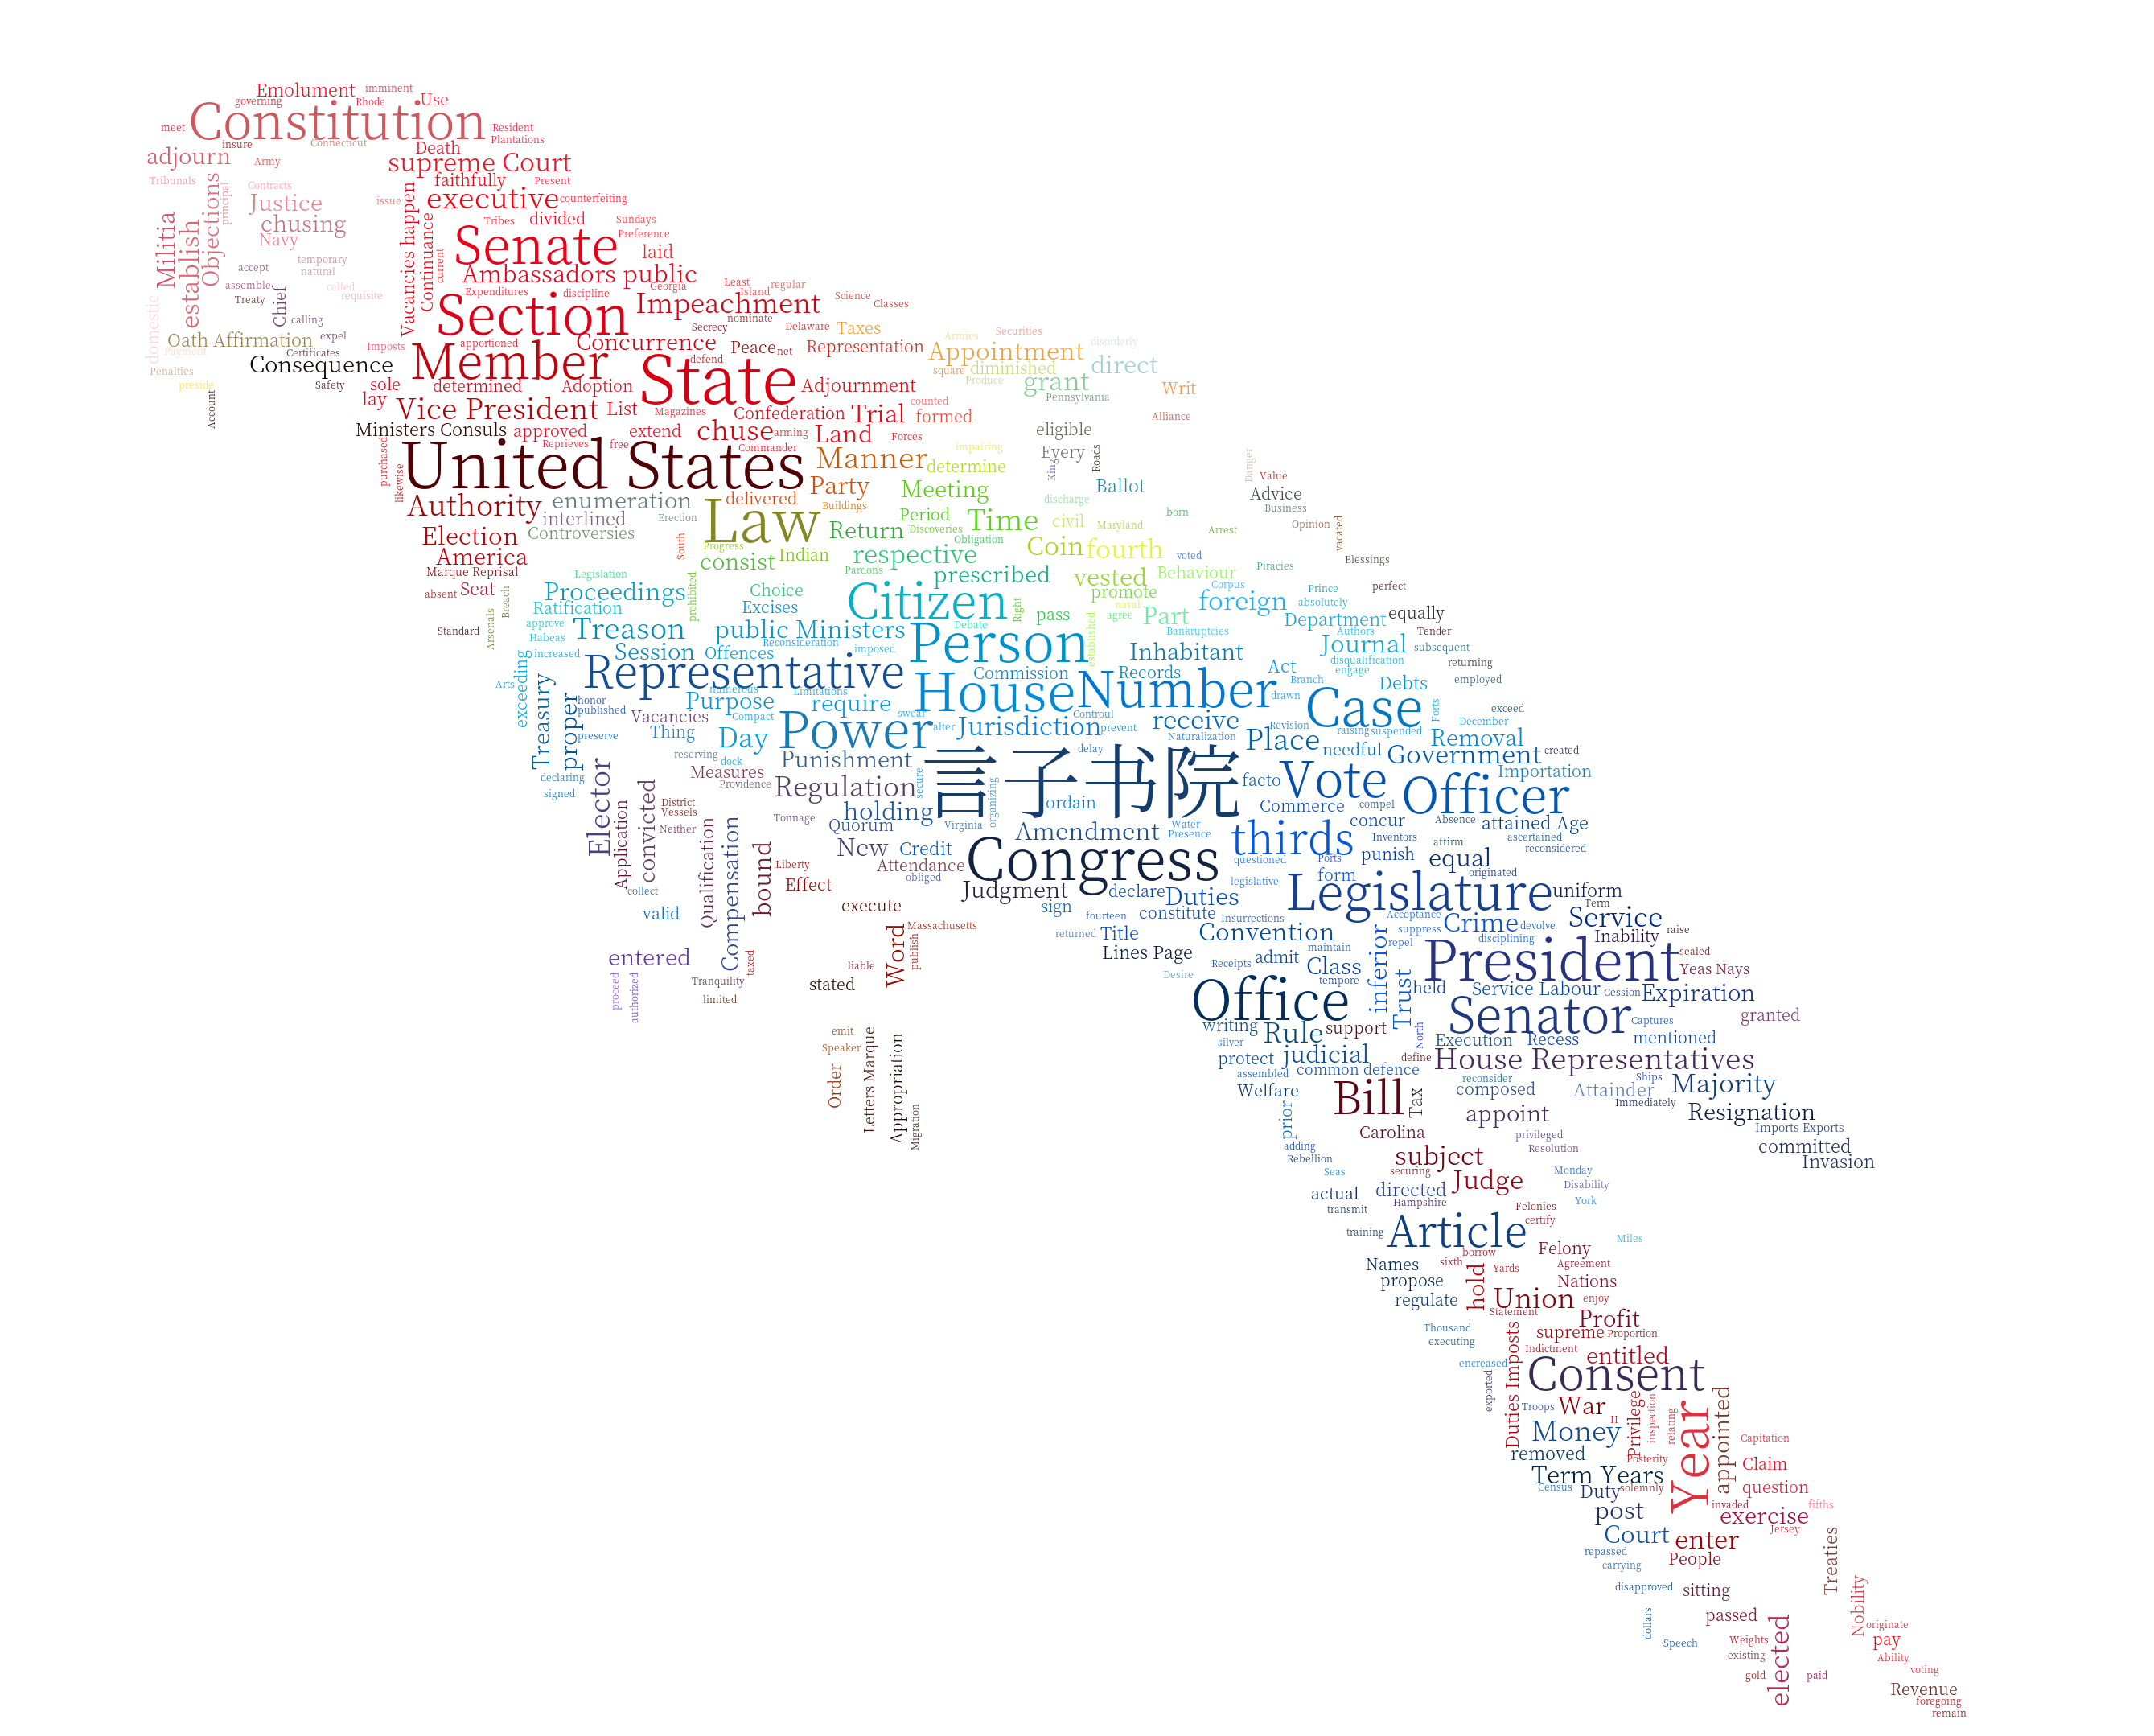 Emolument imminent
governing Rhode Use
Constitution
meet Resident
Plantations
insure Connecticut Death
adjourn Army supreme Court
Tribunals Contracts faithfully Present
principal Objections Justice issue executive counterfeiting
Militia establish chusing Vacancies happen Continuance Tribes divided Sundays
Navy Senate Preference
laid current
accept temporary natural Ambassadors public
assemble called requisite Expenditures discipline Georgia Least Island regular
Treaty Chief Section Impeachment Science Classes
domestic calling nominate
Oath Affirmation expel Imposts apportioned Concurrence Secrecy Delaware Taxes Armies Securities
Payment Certificates Consequence Member Peace net Representation Appointment disorderly
Penalties defend State square diminished direct
preside Safety sole determined Adoption Adjournment Produce grant Writ
Account lay Vice President List Magazines Confederation Trial counted formed Pennsylvania Alliance
Ministers Consuls approved extend chuse arming Land Forces eligible
purchased Reprieves free Commander impairing Every
likewise United States Manner determine King Roads Danger Value
Authority enumeration delivered Party Meeting discharge Ballot Advice
interlined Erection Law Buildings Period Time civil born Business
Election Controversies Return Discoveries Maryland Arrest Opinion vacated
America South Progress consist Indian respective Obligation Coin fourth voted Blessings
Marque Reprisal Legislation Pardons prescribed vested Behaviour Piracies
absent Seat Breach Proceedings prohibited Choice Citizen promote Corpus Prince perfect
Arsenals Ratification Excises Right pass naval Part foreign absolutely equally
Standard approve Treason public Ministers Debate agree Department
Habeas Reconsideration Person established Bankruptcies Authors Tender
increased Session Offences imposed Inhabitant Journal subsequent
exceeding Representative Commission Records Act disqualification returning
Arts Treasury proper honor numerous Limitations House Number engage Branch Debts employed
published Purpose require swear drawn Case Forts exceed
Vacancies Compact Power alter Jurisdiction Controul receive Revision December
preserve Thing Day prevent Naturalization Place raising suspended Removal
reserving Punishment 言子书院 delay needful Government created
Elector dock Measures Providence Regulation secure organizing facto Vote Importation
declaring signed Application convicted District Vessels holding ordain Commerce compel Officer
Neither Tonnage Quorum Virginia Water Presence concur Absence attained Age
Qualification Compensation bound New Credit Amendment thirds Inventors affirm ascertained reconsidered
Liberty Attendance Congress questioned Ports punish equal
collect Effect obliged Judgment legislative form originated
valid execute declare Duties Legislature uniform
sign fourteen constitute Insurrections Acceptance Term Service
entered Word Massachusetts publish returned Title Convention suppress Crime devolve Inability raise
proceed authorized Tranquility taxed liable Lines Page maintain inferior repel disciplining
limited stated Desire Receipts admit Class President sealed Yeas Nays
tempore Trust held Service Labour Cession Expiration
Office Senator Captures granted
emit writing Rule support North Execution Recess mentioned
Speaker silver protect judicial define House Representatives
Order Letters Marque Appropriation assembled common defence reconsider Ships
Migration Welfare Bill Tax composed Attainder Majority
prior appoint Immediately Resignation
Carolina privileged Imports Exports
adding Resolution committed
Rebellion subject Invasion
Seas securing Judge Monday
actual directed Disability
transmit Hampshire Felonies York
training Article certify
borrow Felony Miles
Names sixth Yards Agreement
propose hold Nations
regulate Union enjoy
Statement Profit
Thousand supreme Proportion
executing Duties Imposts Indictment entitled
encreased Consent
exported Troops War Privilege inspection relating Year appointed
II Money Capitation
removed Posterity Claim
Term Years question
Census Duty solemnly invaded fifths
post exercise
Court enter Jersey
repassed People Treaties
carrying
disapproved sitting Nobility
dollars passed originate
Speech Weights elected pay
existing Ability
gold paid voting
Revenue
foregoing
remain